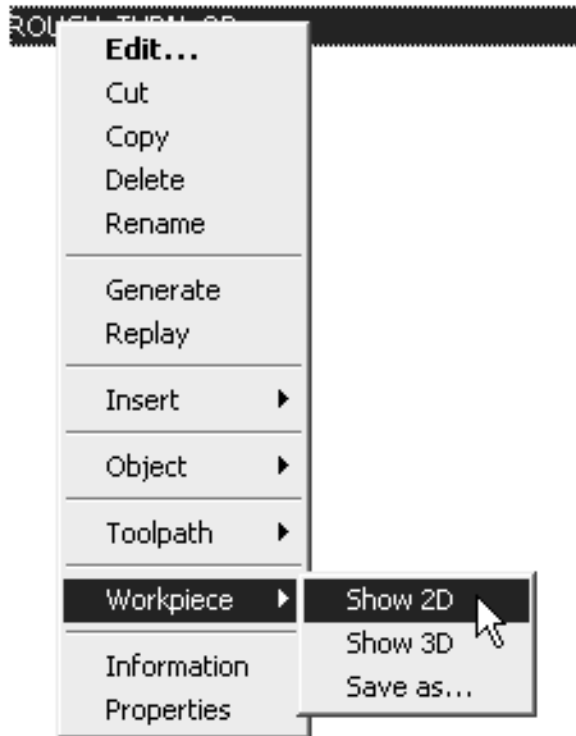 Edit...
Cut
Copy
Delete
Rename
Generate
Replay
Insert
Object
Toolpath
Workpiece
Show 2D
Show 3D
Save as...
Information
Properties